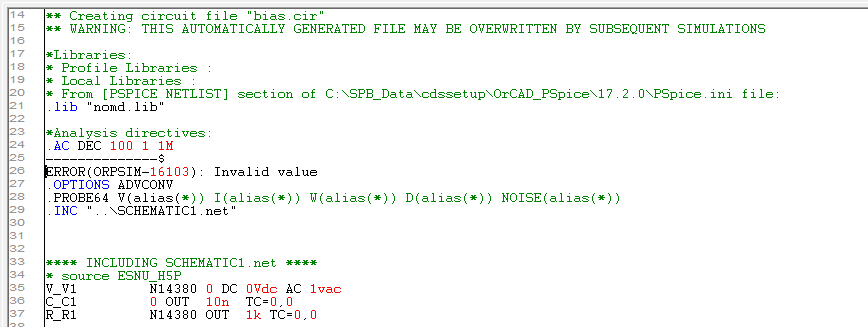 14 ** Creating circuit file "bias.cir"
15 ** WARNING: THIS AUTOMATICALLY GENERATED FILE MAY BE OVERWRITTEN BY SUBSEQUENT SIMULATIONS
16
17 *Libraries:
18 * Profile Libraries :
19 * Local Libraries :
20 * From [PSPICE NETLIST] section of C:\SPB_Data\cdssetup\OrCAD_PSpice\17.2.0\PSpice.ini file:
21 .lib "nomd.lib"
22
23 *Analysis directives:
24 .AC DEC 100 1 1M
25 --------------$
26 ERROR(ORPSIM-16103): Invalid value
27 .OPTIONS ADVCONV
28 .PROBE64 V(alias(*)) I(alias(*)) W(alias(*)) D(alias(*)) NOISE(alias(*))
29 .INC "..\SCHEMATIC1.net"
30
31
32
33 **** INCLUDING SCHEMATIC1.net ****
34 * source ESNU_H5P
35 V_V1 N14380 0 DC 0Vdc AC 1vac
36 C_C1 0 OUT 10n TC=0,0
37 R_R1 N14380 OUT 1k TC=0,0
38